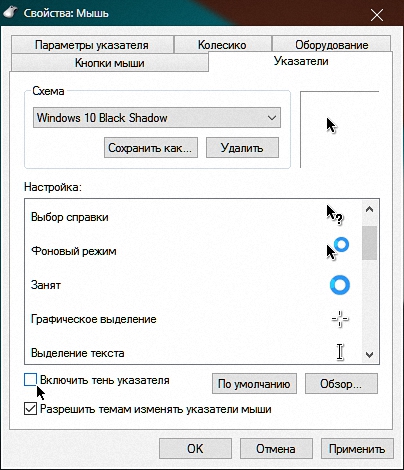 Свойства: Мышь
Параметры указателя
Колесико
Оборудование
Кнопки мыши
Указатели
Схема
Windows 10 Black Shadow
Сохранить как...
Удалить
Настройка:
Выбор справки
?
Фоновый режим
Занят
Графическое выделение
Выделение текста
Включить тень указателя
По умолчанию
Обзор...
Разрешить темам изменять указатели мыши
OK
Отмена
Применить